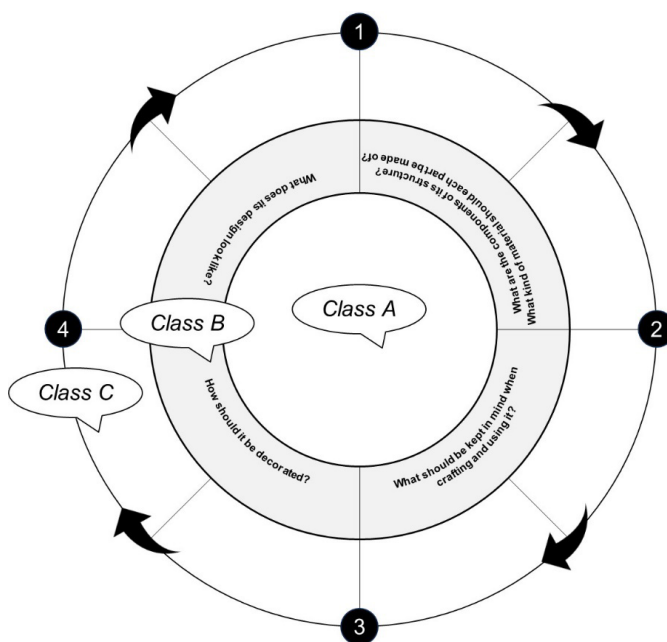 1
What does its design look like?
What are the components of its structure?
What kind of material should each part be made of?
Class A
Class B
4
2
Class C
How should it be decorated?
What should be kept in mind when
crafting and using it?
3